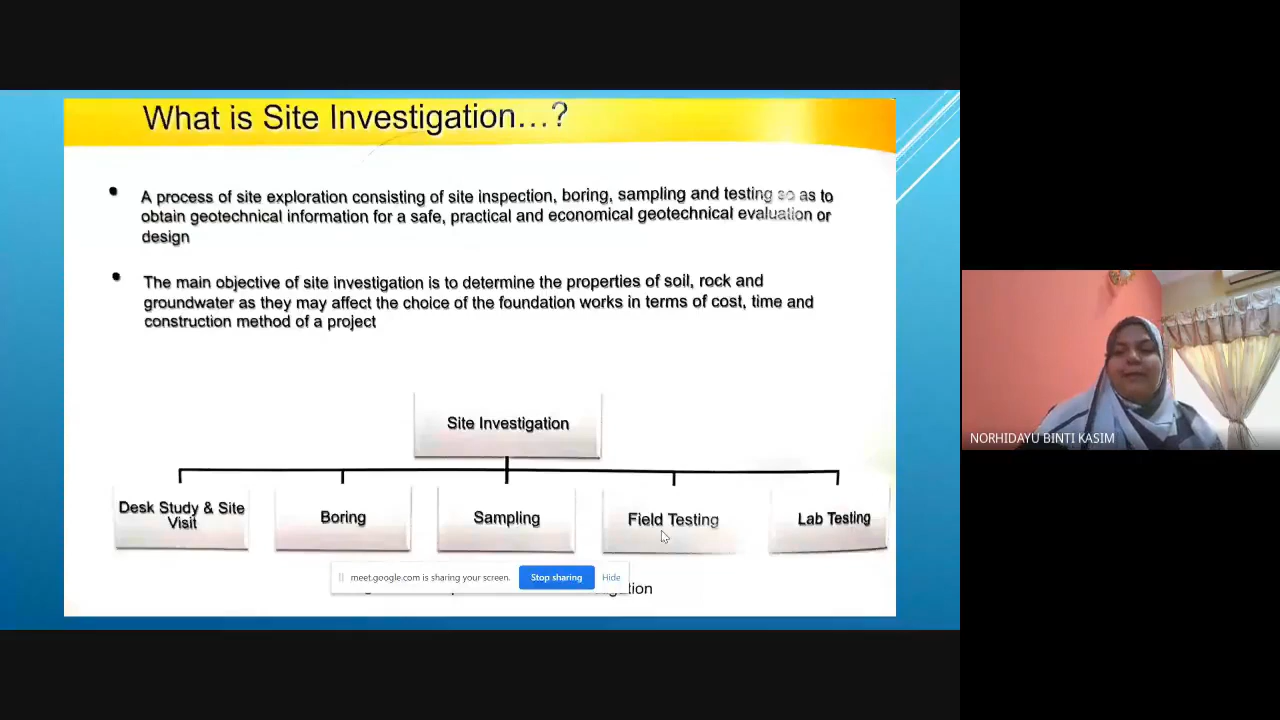 What is Site Investigation...?
• A process of site exploration consisting of site inspection, boring, sampling and testing so as to
obtain geotechnical information for a safe, practical and economical geotechnical evaluation or
design
• The main objective of site investigation is to determine the properties of soil, rock and
groundwater as they may affect the choice of the foundation works in terms of cost, time and
construction method of a project
Site Investigation
Desk Study & Site
Visit
Boring
Sampling
Field Testing
Lab Testing
meet.google.com is sharing your screen.
Stop sharing
Hide
NORHIDAYU BINTI KASIM